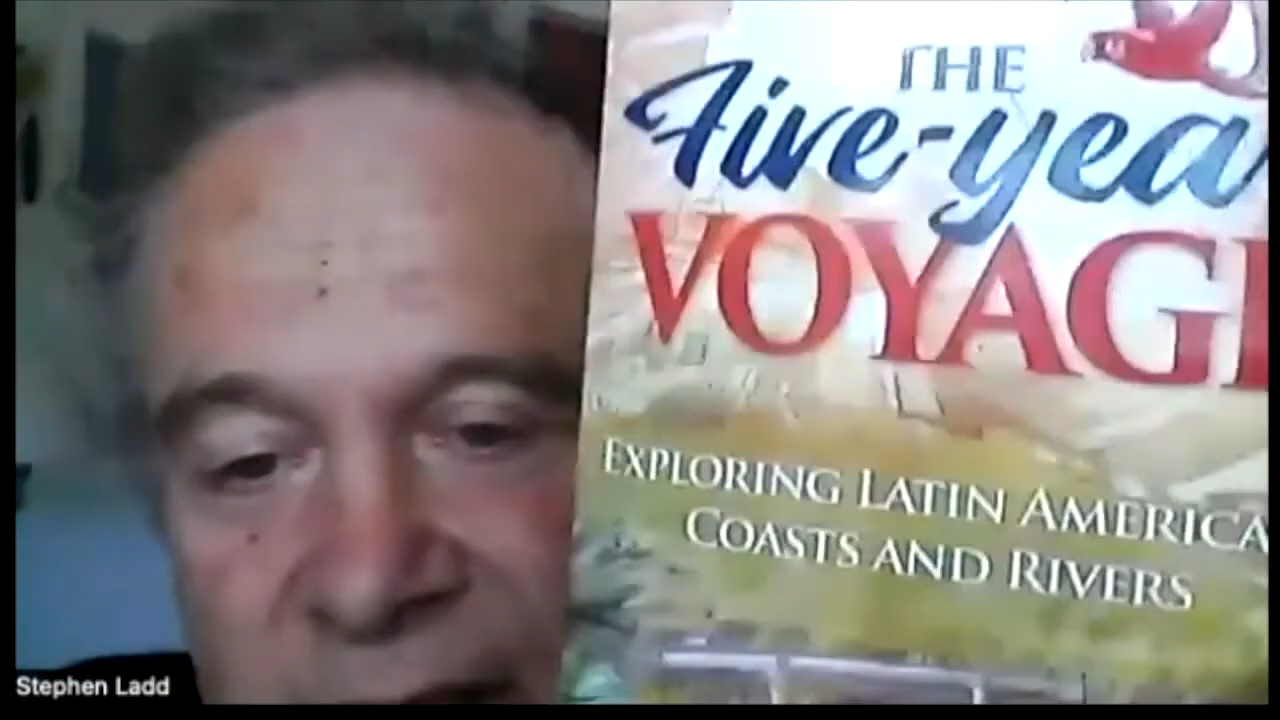 THE
Five-yea
VOYAG
EXPLORING LATIN AMERICA
COASTS AND RIVERS
Stephen Ladd